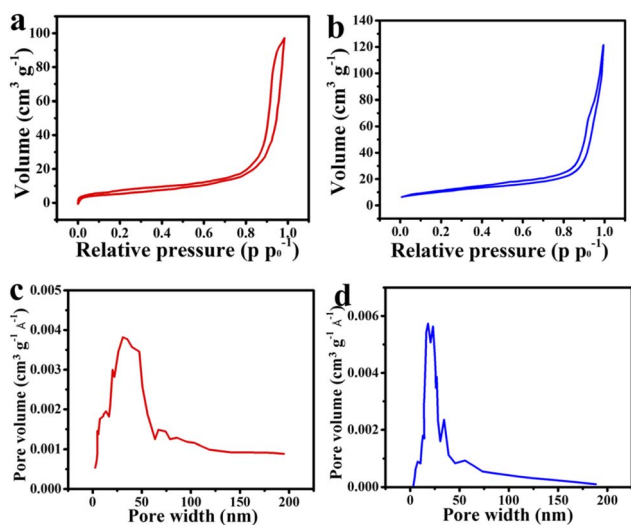 a
100
80
60
40
20
0
Volume (cm³ g⁻¹)
0.0 0.2 0.4 0.6 0.8 1.0
Relative pressure (p p₀⁻¹)
b
140
120
100
80
60
40
20
0
Volume (cm³ g⁻¹)
0.0 0.2 0.4 0.6 0.8 1.0
Relative pressure (p p₀⁻¹)
c
0.005
0.004
0.003
0.002
0.001
0.000
Pore volume (cm³ g⁻¹ Å⁻¹)
0 50 100 150 200
Pore width (nm)
d
0.006
0.004
0.002
0.000
Pore volume (cm³ g⁻¹ Å⁻¹)
0 50 100 150 200
Pore width (nm)